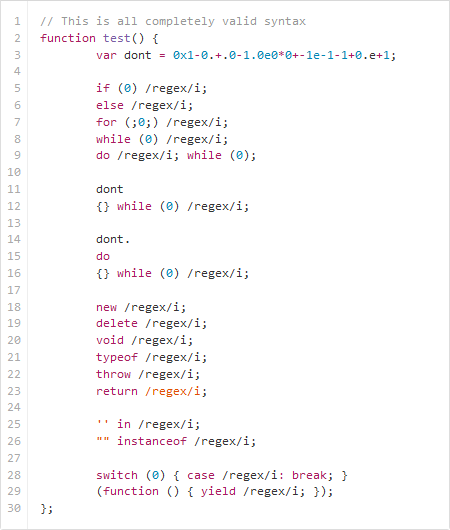 1 // This is all completely valid syntax
2 function test() {
3 var dont = 0x1-0.+.0-1.0e0*0+-1e-1-1+0.e+1;
4
5 if (0) /regex/i;
6 else /regex/i;
7 for (;0;) /regex/i;
8 while (0) /regex/i;
9 do /regex/i; while (0);
10
11 dont
12 {} while (0) /regex/i;
13
14 dont.
15 do
16 {} while (0) /regex/i;
17
18 new /regex/i;
19 delete /regex/i;
20 void /regex/i;
21 typeof /regex/i;
22 throw /regex/i;
23 return /regex/i;
24
25 '' in /regex/i;
26 "" instanceof /regex/i;
27
28 switch (0) { case /regex/i: break; }
29 (function () { yield /regex/i; });
30 };